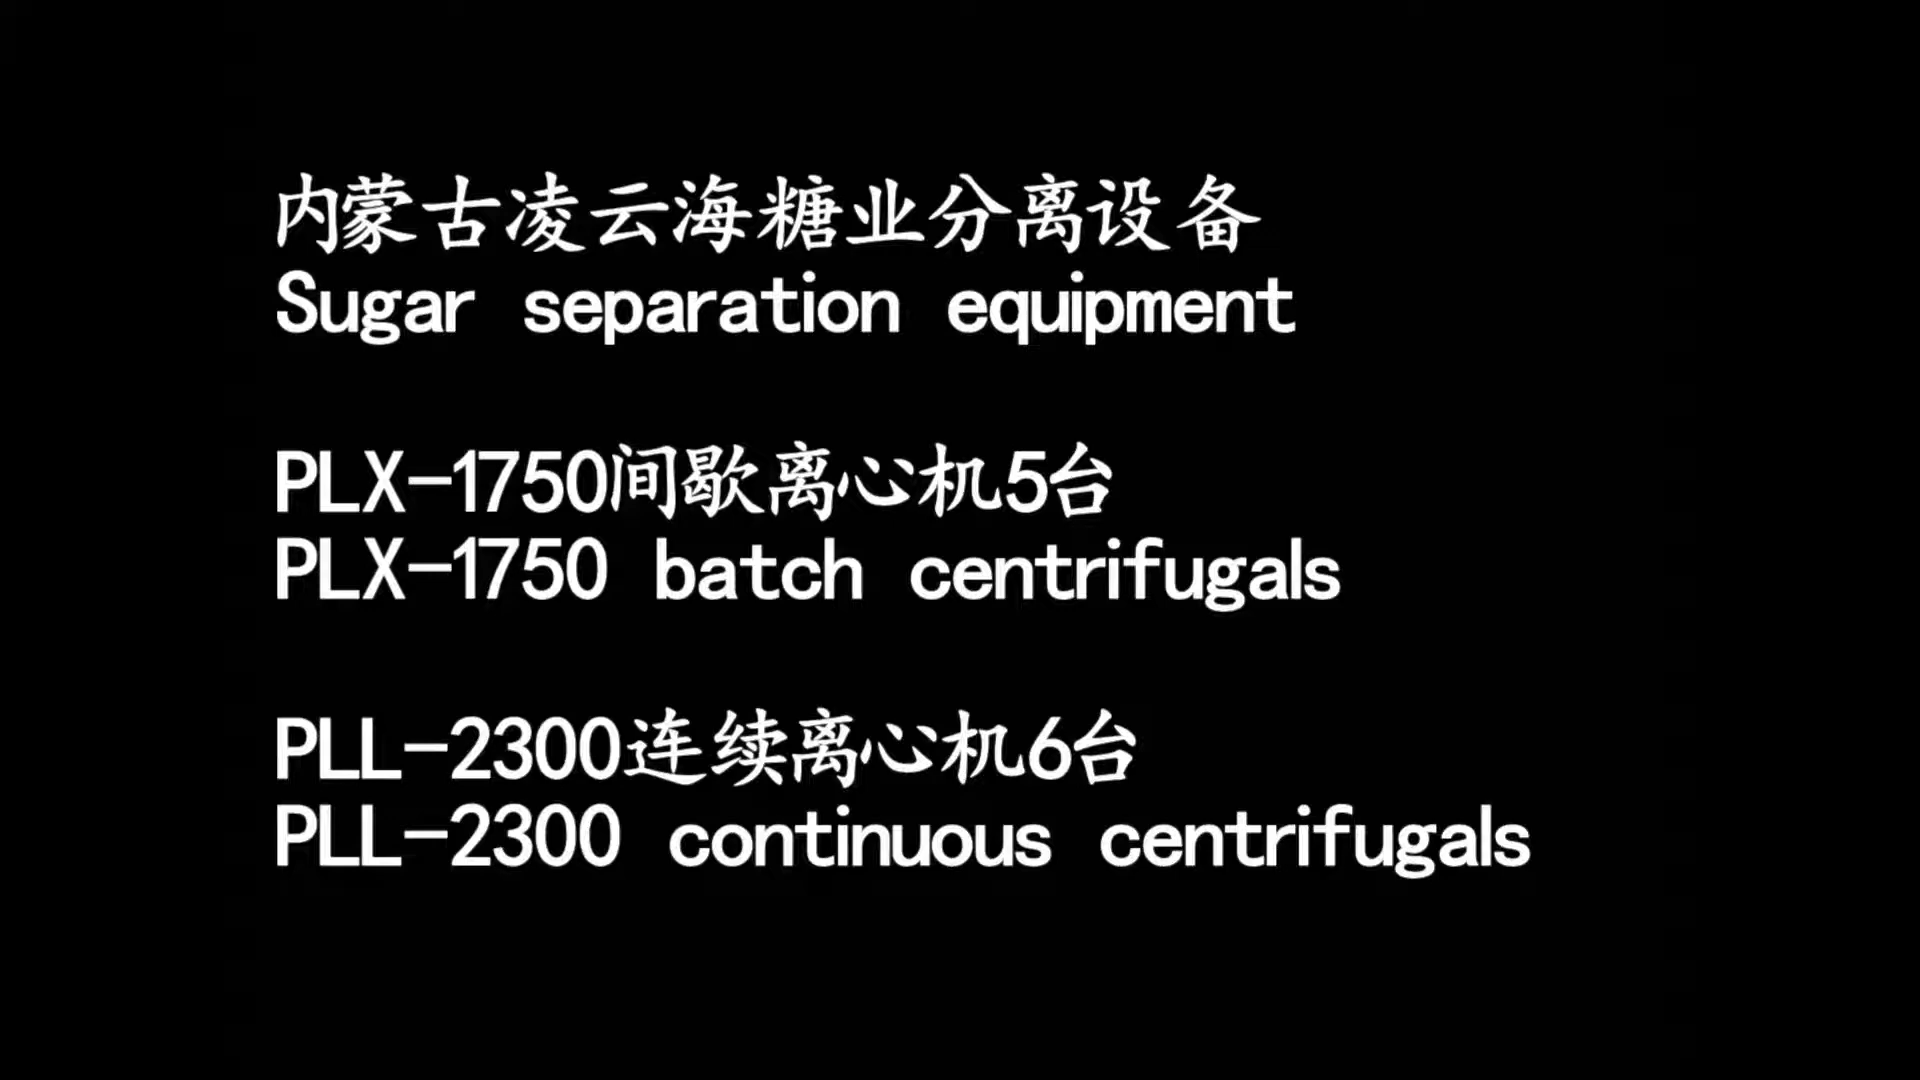 内蒙古凌云海糖业分离设备
Sugar separation equipment
PLX-1750间歇离心机5台
PLX-1750 batch centrifugals
PLL-2300连续离心机6台
PLL-2300 continuous centrifugals